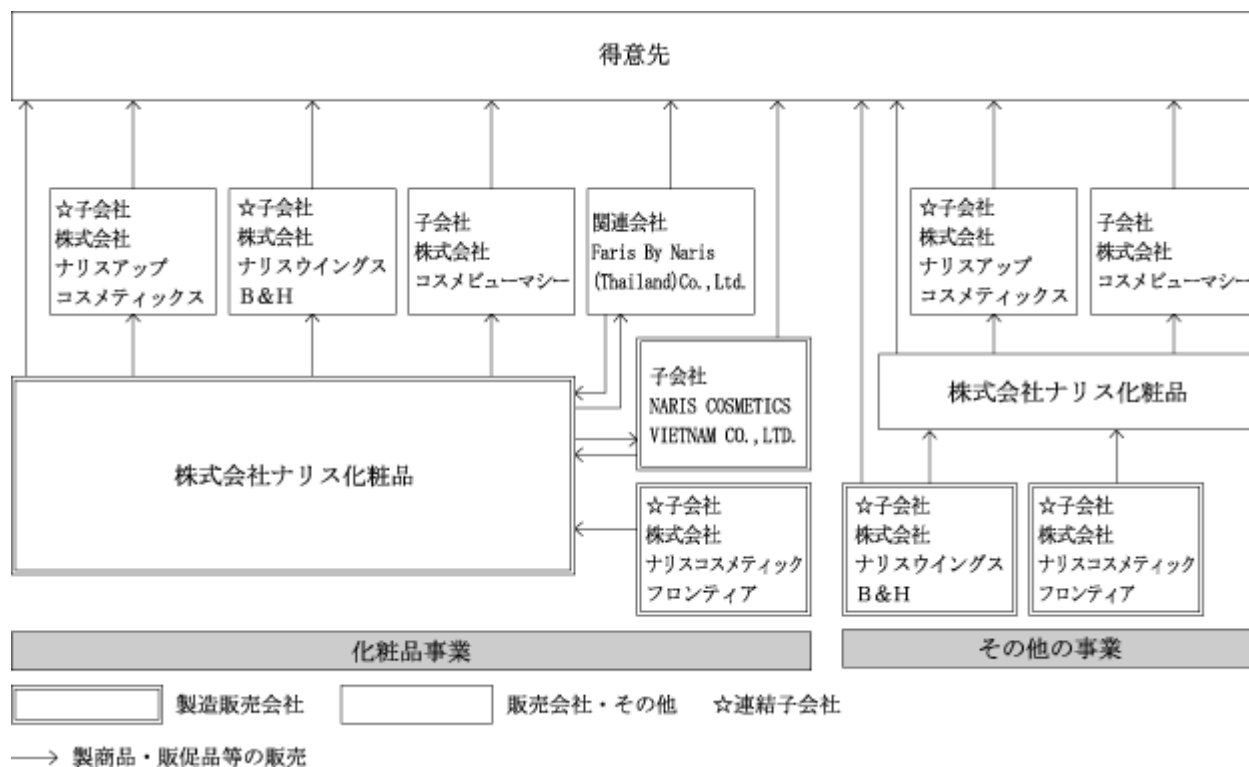 得意先
☆子会社
株式会社
ナリスアップ
コスメティックス
☆子会社
株式会社
ナリスウイングス
B&H
子会社
株式会社
コスメビューマシー
関連会社
Faris By Naris
(Thailand)Co.,Ltd.
☆子会社
株式会社
ナリスアップ
コスメティックス
子会社
株式会社
コスメビューマシー
子会社
NARIS COSMETICS
VIETNAM CO.,LTD.
株式会社ナリス化粧品
株式会社ナリス化粧品
☆子会社
株式会社
ナリスコスメティック
フロンティア
☆子会社
株式会社
ナリスウイングス
B&H
☆子会社
株式会社
ナリスコスメティック
フロンティア
化粧品事業
その他の事業
製造販売会社
販売会社・その他
☆連結子会社
製商品・販促品等の販売